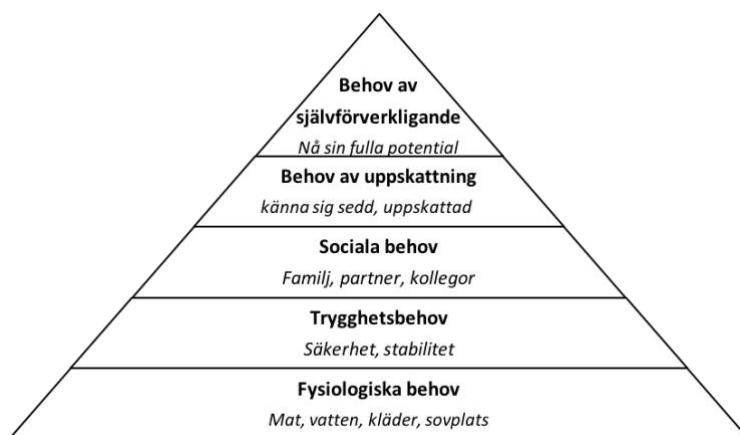 Behov av
självförverkligande
Nå sin fulla potential
Behov av uppskattning
känna sig sedd, uppskattad
Sociala behov
Familj, partner, kollegor
Trygghetsbehov
Säkerhet, stabilitet
Fysiologiska behov
Mat, vatten, kläder, sovplats